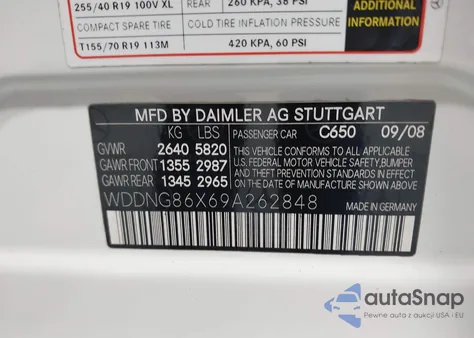 255/40 R19 100V XL REAR 260 KPA, 38 PSI
COMPACT SPARE TIRE COLD TIRE INFLATION PRESSURE
T155/70 R19 113M 420 KPA, 60 PSI
ADDITIONAL
INFORMATION
MFD BY DAIMLER AG STUTTGART
KG LBS PASSENGER CAR C650 09/08
GVWR 2640 5820
GAWR FRONT 1355 2987
GAWR REAR 1345 2965
THIS VEHICLE CONFORMS TO ALL APPLICABLE
U.S. FEDERAL MOTOR VEHICLE SAFETY,BUMPER
AND THEFT PREVENTION STANDARDS IN EFFECT ON
THE DATE OF MANUFACTURE SHOWN ABOVE.
WDDNG86X69A262848 MADE IN GERMANY
autoSnap
Pewne auta z aukcji USA i EU